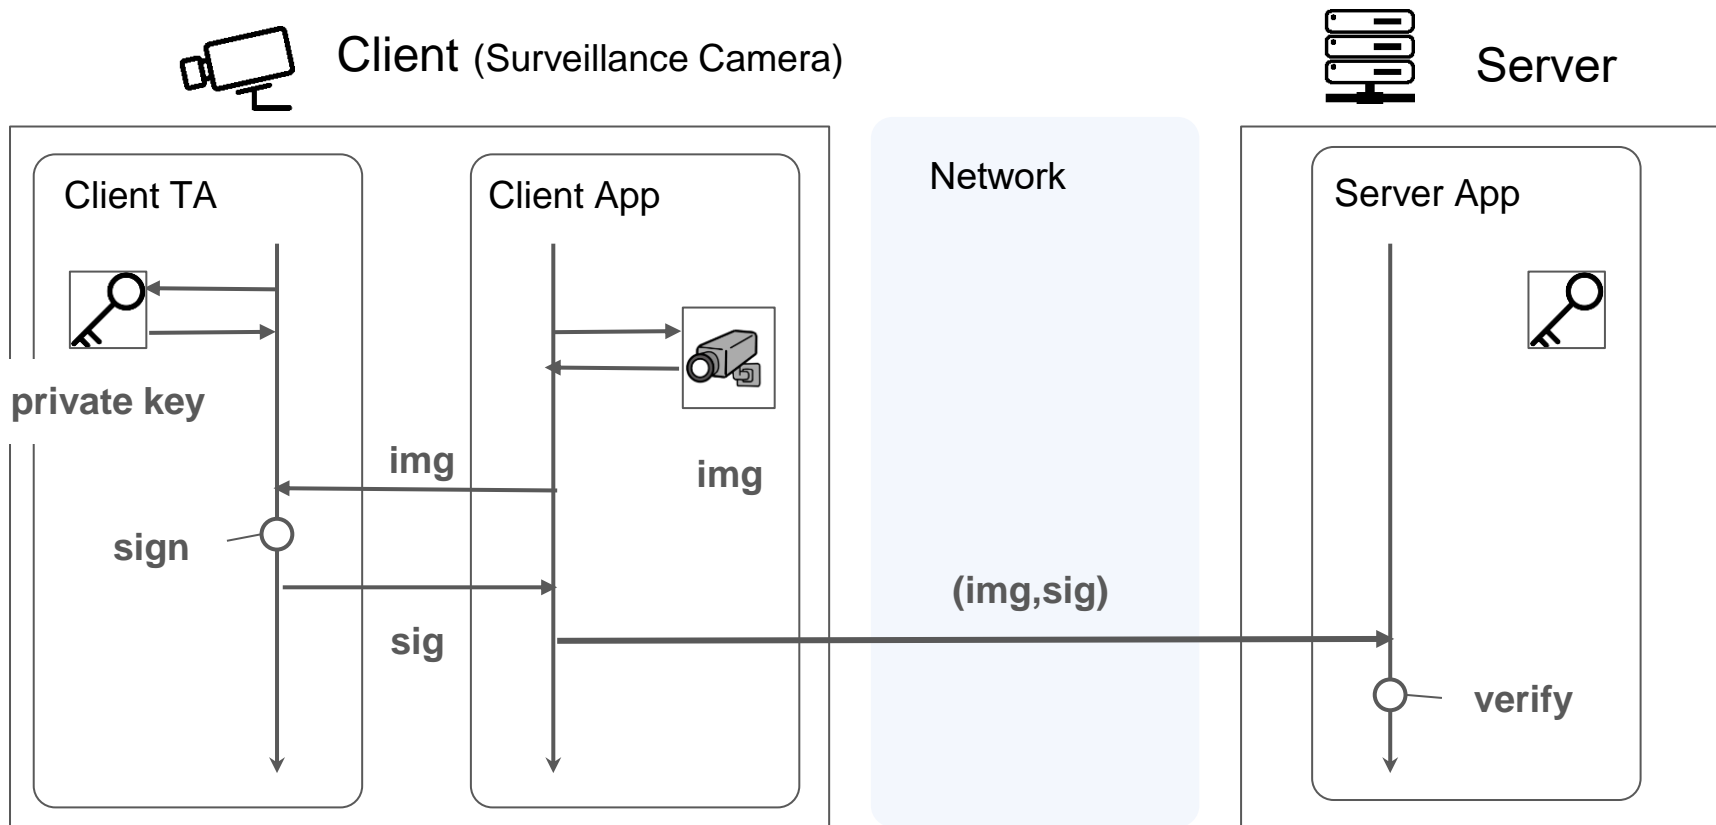 Client (Surveillance Camera)
Server
Client TA
Client App
Network
Server App
private key
img
img
sign
(img,sig)
sig
verify